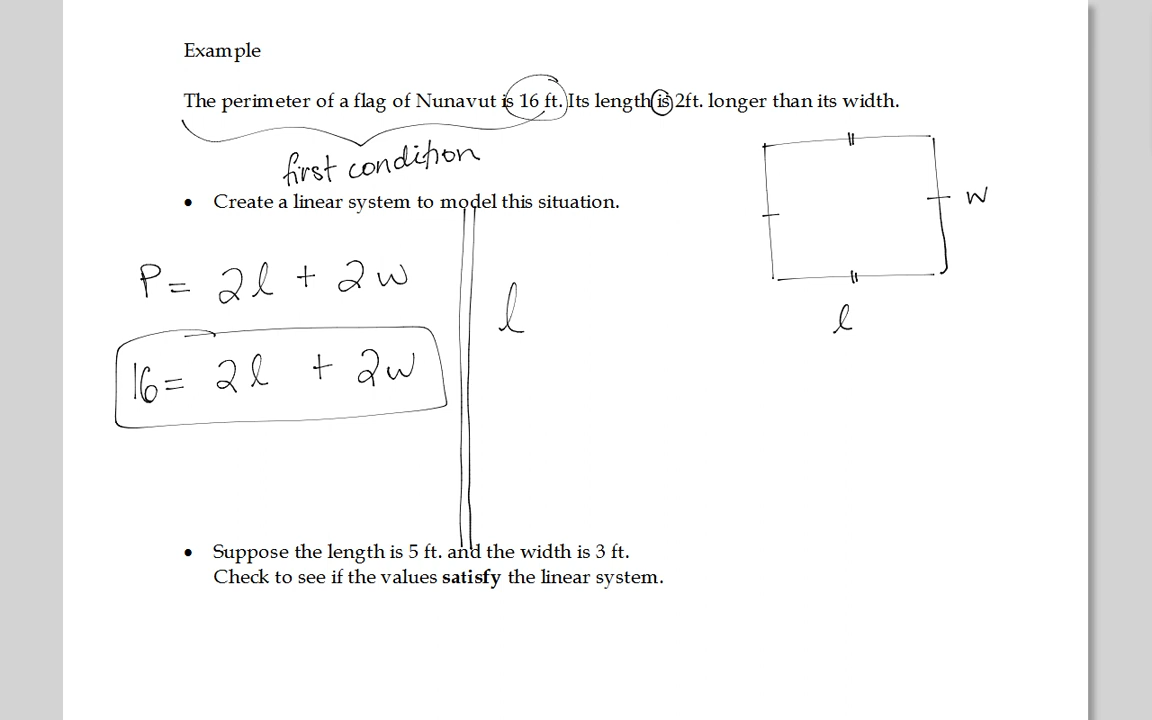 Example
The perimeter of a flag of Nunavut is 16 ft. Its length is 2ft. longer than its width.
first condition
• Create a linear system to model this situation.
w
P = 2l + 2w
l
l
16 = 2l + 2w
• Suppose the length is 5 ft. and the width is 3 ft.
Check to see if the values satisfy the linear system.